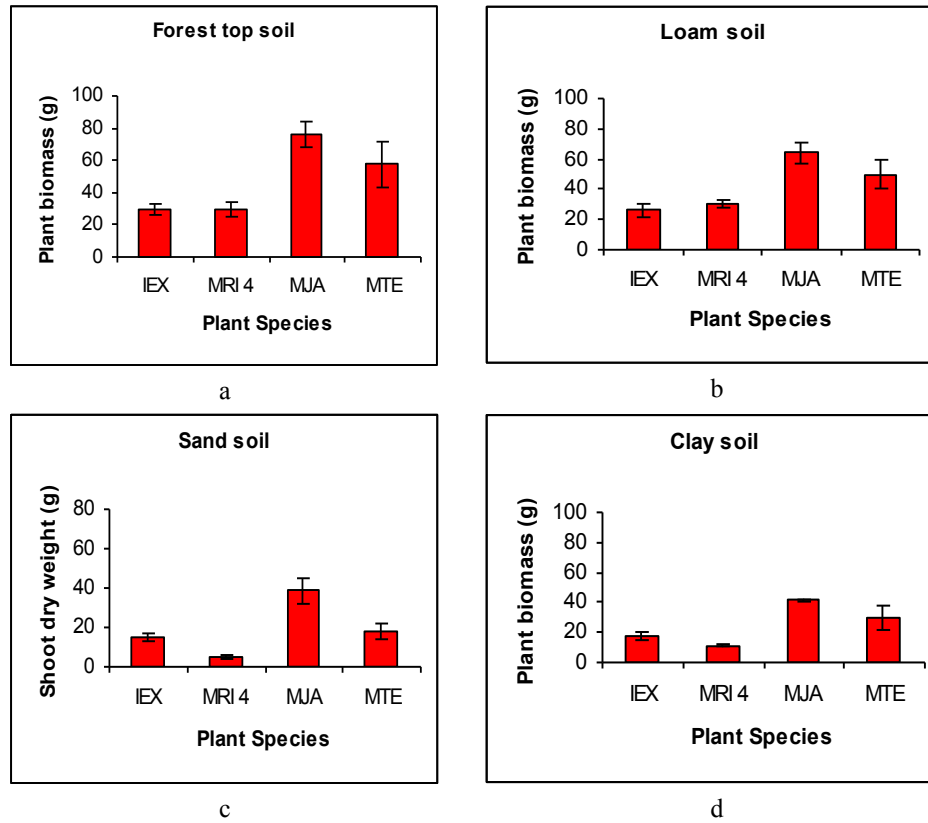 Forest top soil
Plant biomass (g)
100
80
60
40
20
0
IEX MRI 4 MJA MTE
Plant Species
a
Loam soil
Plant biomass (g)
100
80
60
40
20
0
IEX MRI 4 MJA MTE
Plant Species
b
Sand soil
Shoot dry weight (g)
80
60
40
20
0
IEX MRI 4 MJA MTE
Plant Species
c
Clay soil
Plant biomass (g)
100
80
60
40
20
0
IEX MRI 4 MJA MTE
Plant Species
d